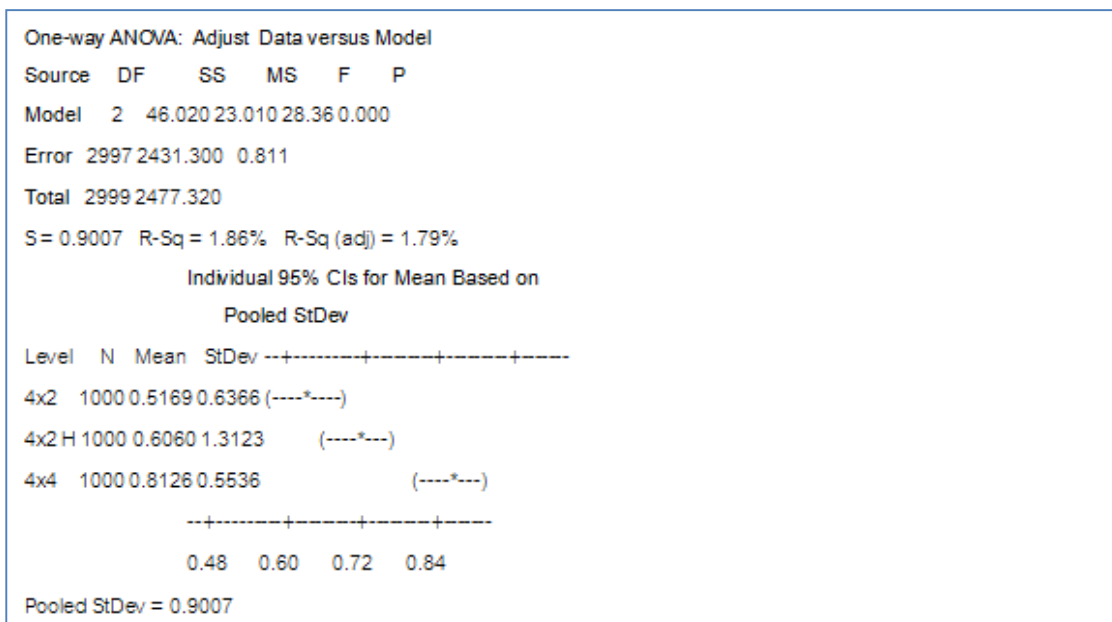 One-way ANOVA: Adjust Data versus Model
Source DF SS MS F P
Model 2 46.020 23.010 28.36 0.000
Error 2997 2431.300 0.811
Total 2999 2477.320
S = 0.9007 R-Sq = 1.86% R-Sq (adj) = 1.79%
Individual 95% CIs for Mean Based on
Pooled StDev
Level N Mean StDev --+---------+---------+---------+-------
4x2 1000 0.5169 0.6366 (----*----)
4x2 H 1000 0.6060 1.3123 (----*---)
4x4 1000 0.8126 0.5536 (----*---)
--+---------+---------+---------+-------
0.48 0.60 0.72 0.84
Pooled StDev = 0.9007